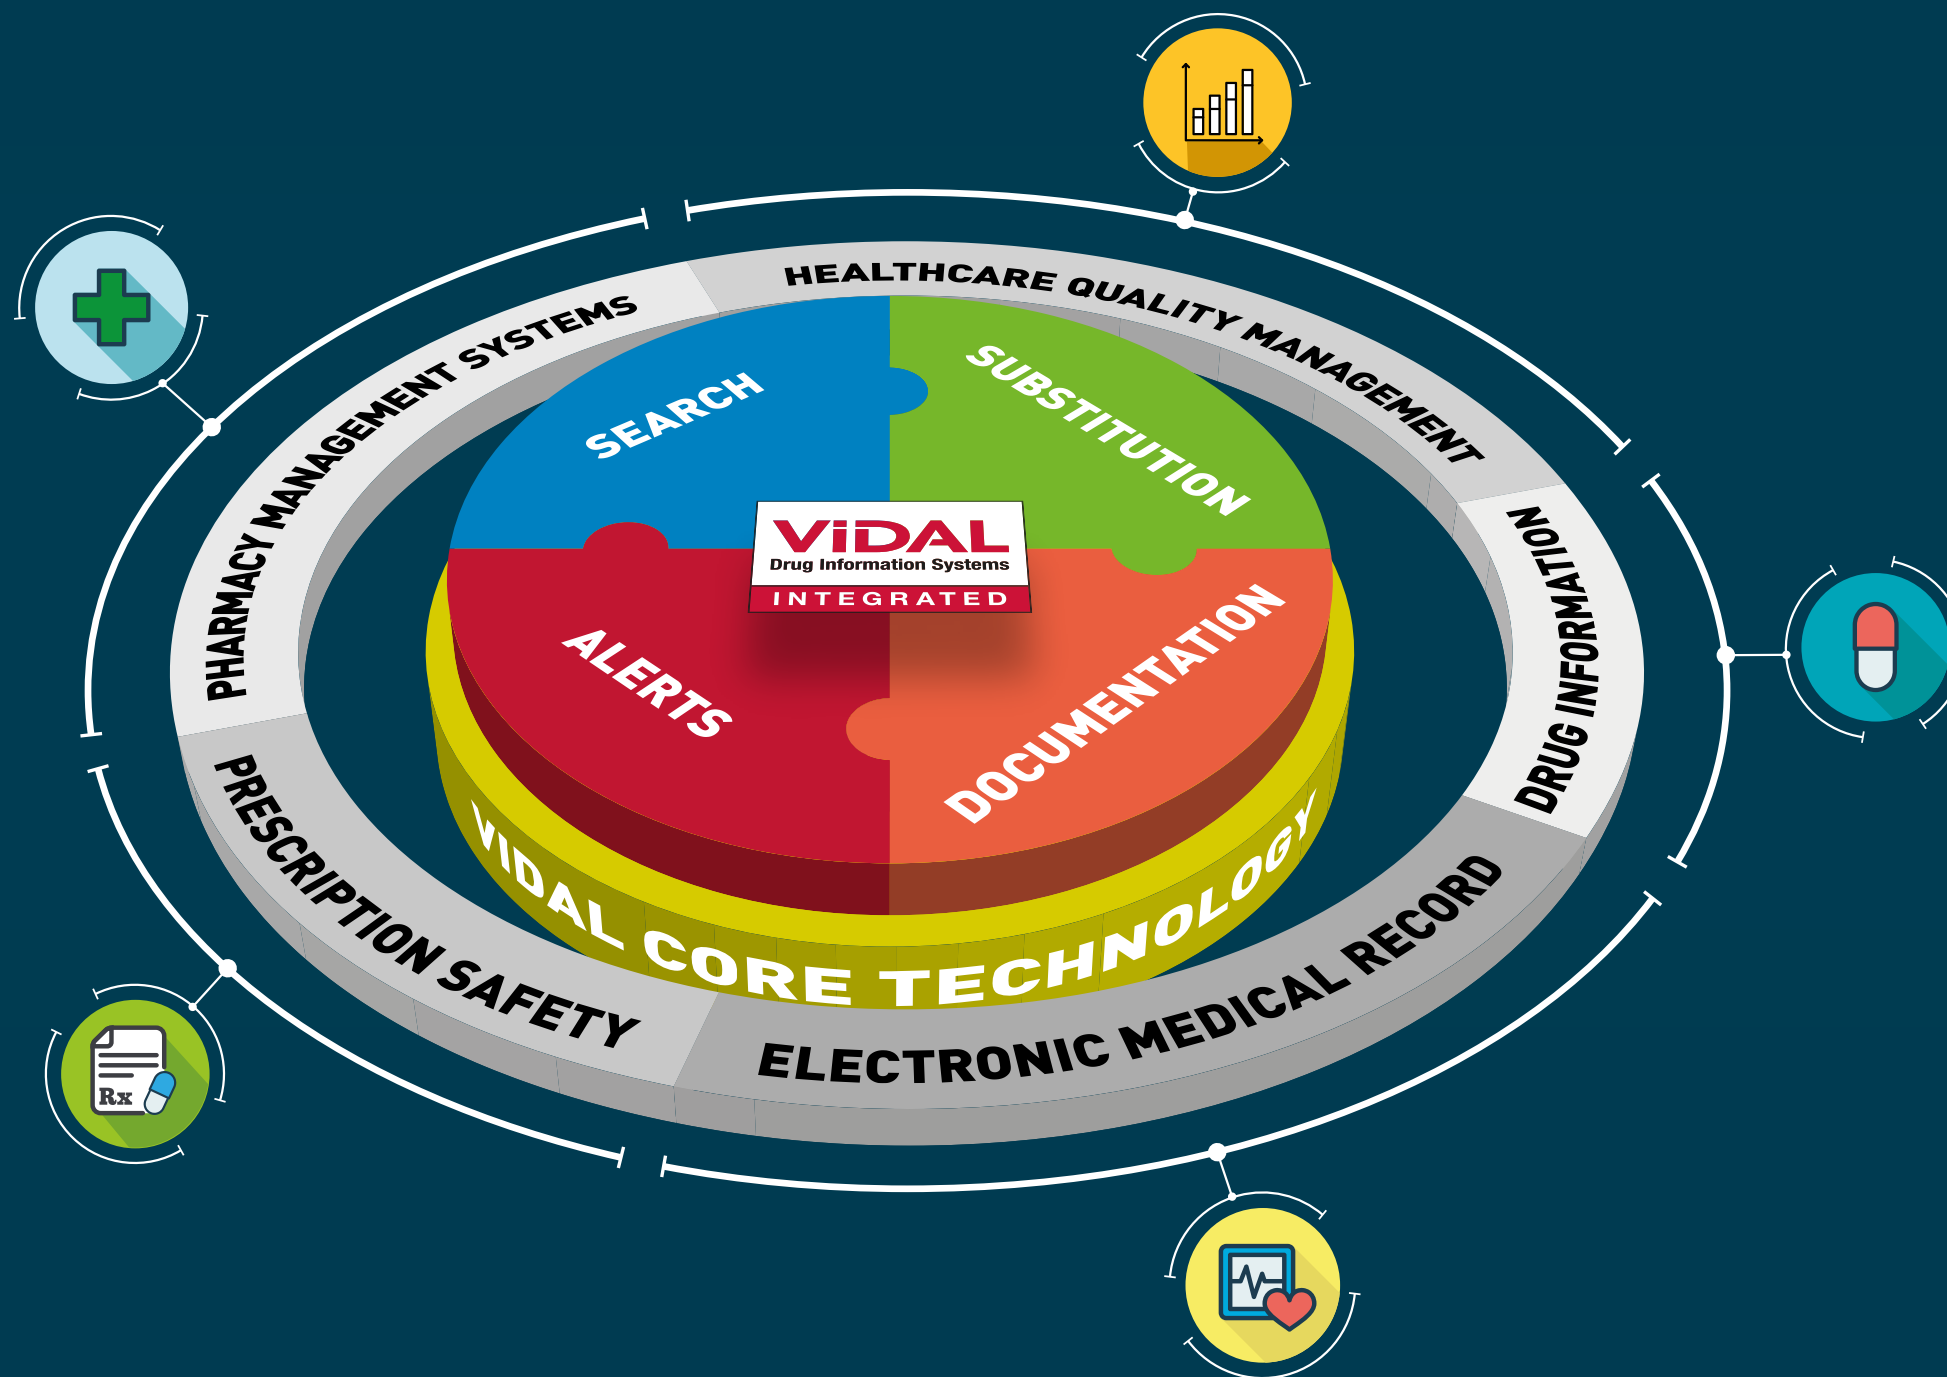 HEALTHCARE QUALITY MANAGEMENT
PHARMACY MANAGEMENT SYSTEMS
SEARCH
SUBSTITUTION
ViDAL
Drug Information Systems
INTEGRATED
DRUG INFORMATION
ALERTS
DOCUMENTATION
PRESCRIPTION SAFETY
VIDAL CORE TECHNOLOGY
ELECTRONIC MEDICAL RECORD
Rx